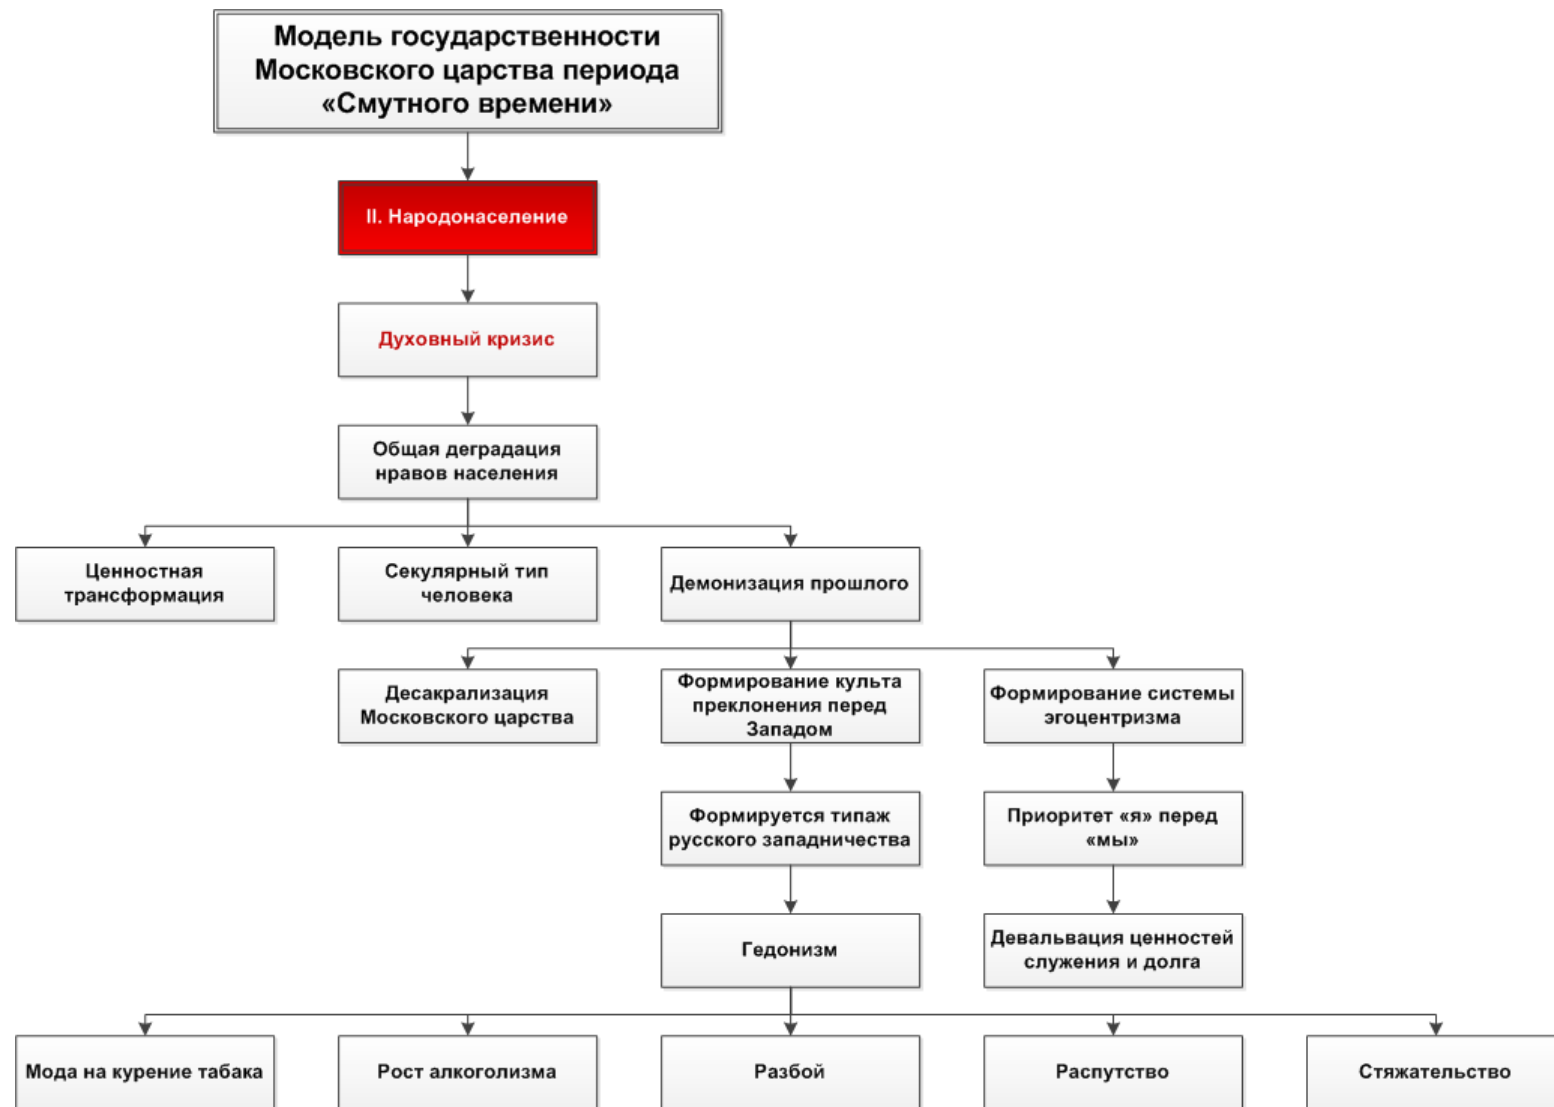 Модель государственности
Московского царства периода
«Смутного времени»
II. Народонаселение
Духовный кризис
Общая деградация
нравов населения
Ценностная
трансформация
Секулярный тип
человека
Демонизация прошлого
Десакрализация
Московского царства
Формирование культа
преклонения перед
Западом
Формирование системы
эгоцентризма
Формируется типаж
русского западничества
Приоритет «я» перед
«мы»
Гедонизм
Девальвация ценностей
служения и долга
Мода на курение табака
Рост алкоголизма
Разбой
Распутство
Стяжательство